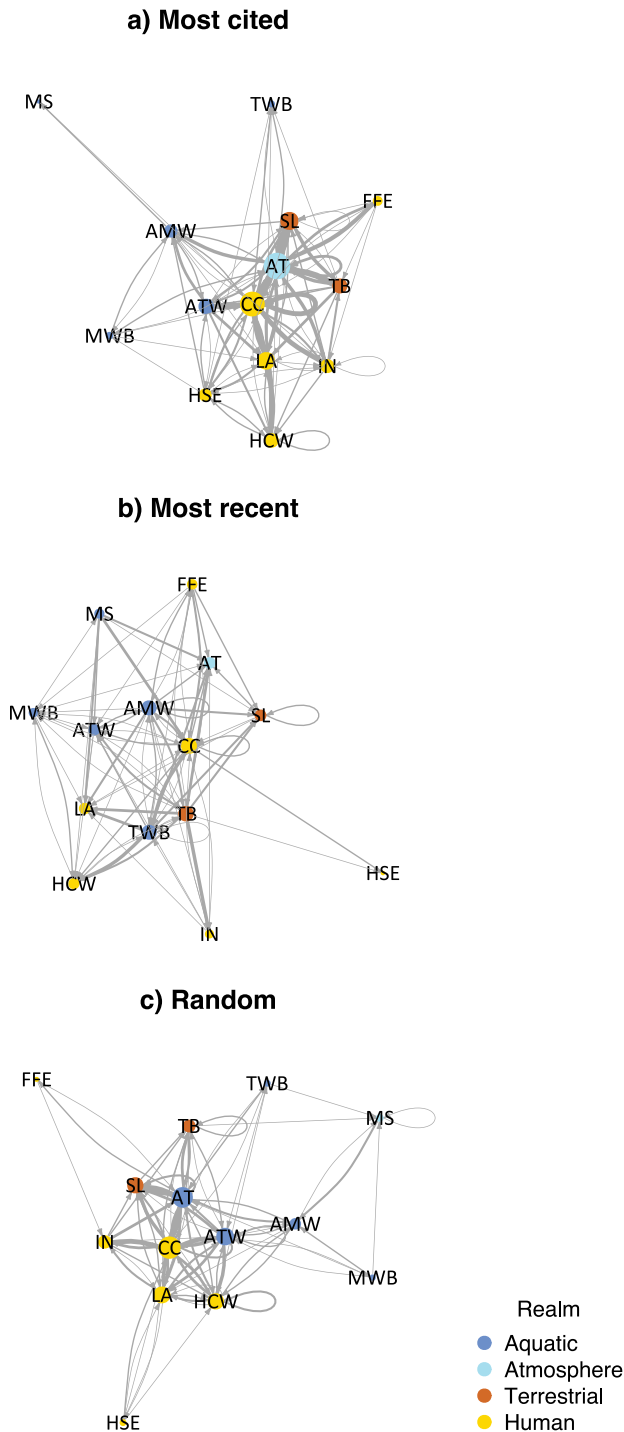 a) Most cited
MS
TWB
FFE
SL
AMW
AT
TB
ATW
CC
MWB
LA
IN
HSE
HCW
b) Most recent
FFE
MS
AT
MWB
AMW
SL
ATW
CC
LA
TB
TWB
HCW
HSE
IN
c) Random
FFE
TWB
MS
TB
SL
AT
AMW
IN
CC
ATW
MWB
LA
HCW
HSE
Realm
Aquatic
Atmosphere
Terrestrial
Human